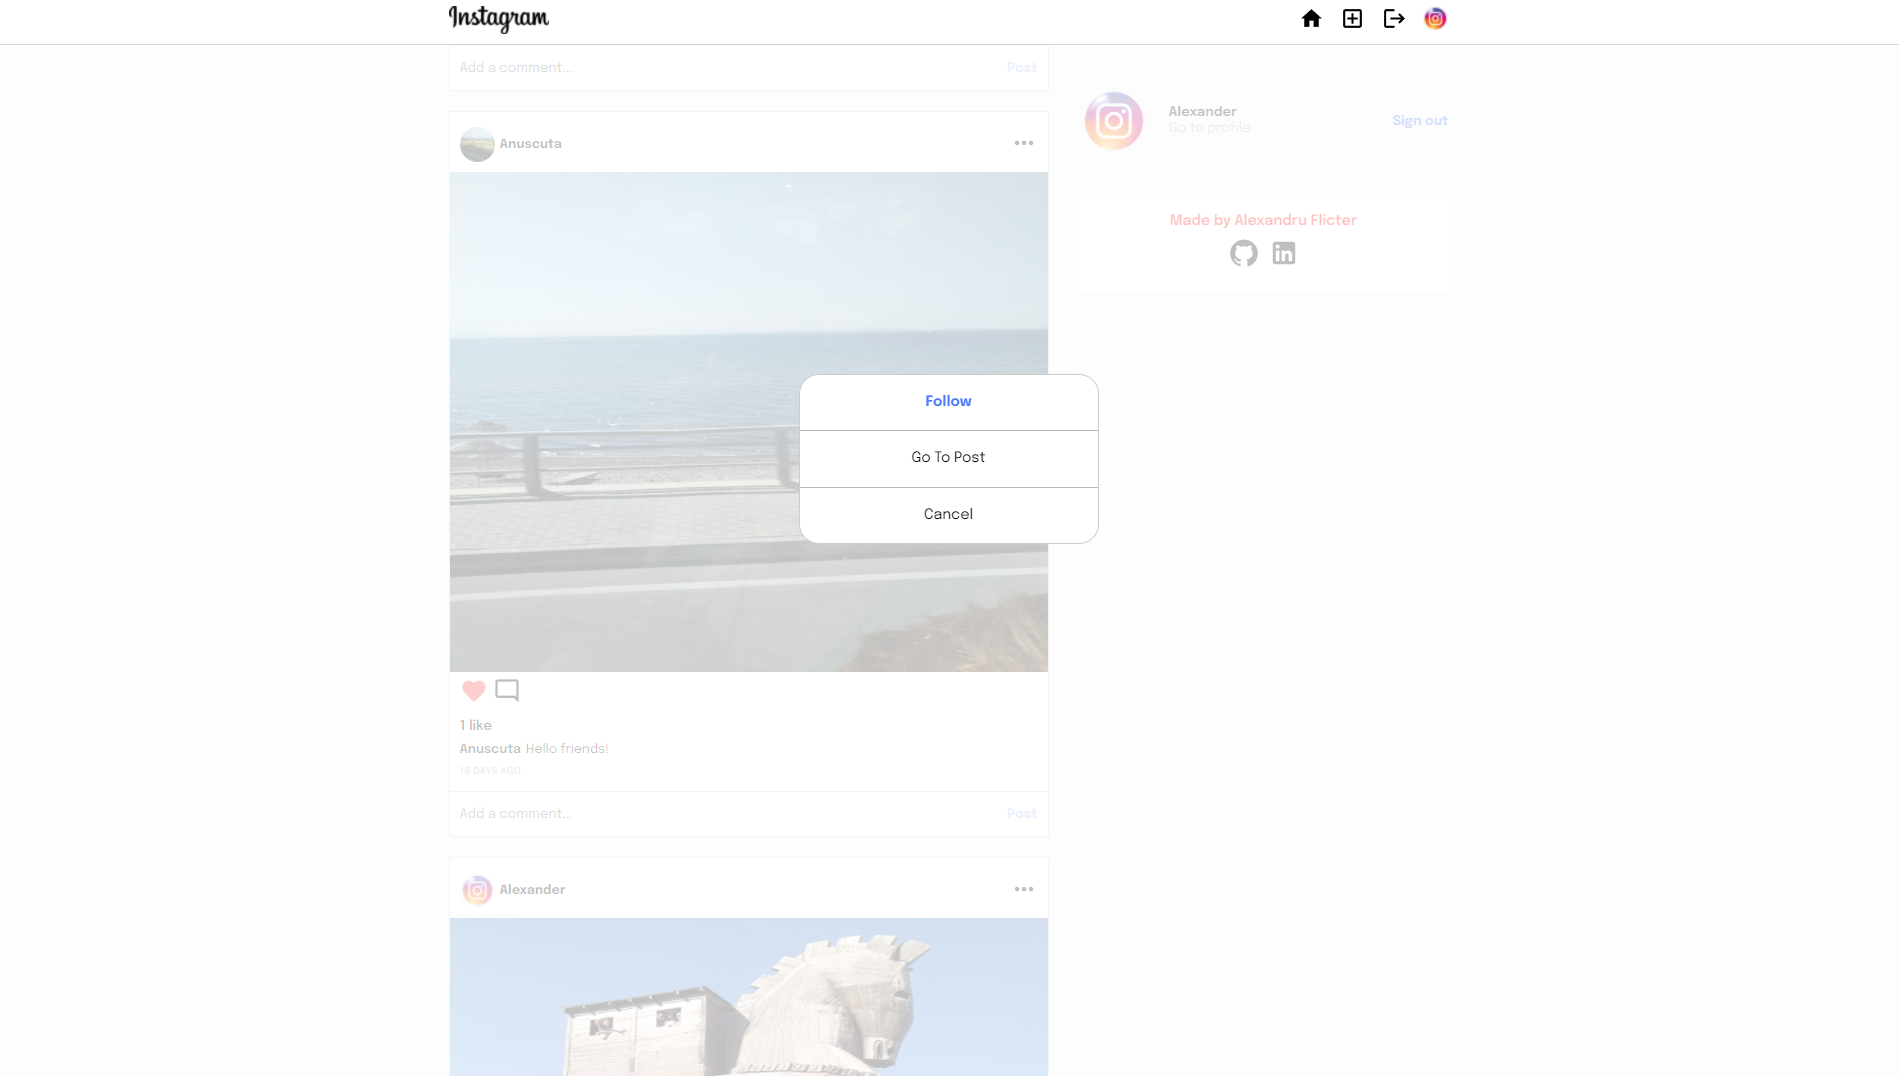 Instagram
Add a comment... Post
Anuscuta
Alexander
Go to profile
Sign out
Made by Alexandru Flicter
Follow
Go To Post
Cancel
1 like
Anuscuta Hello friends!
18 DAYS AGO
Add a comment... Post
Alexander